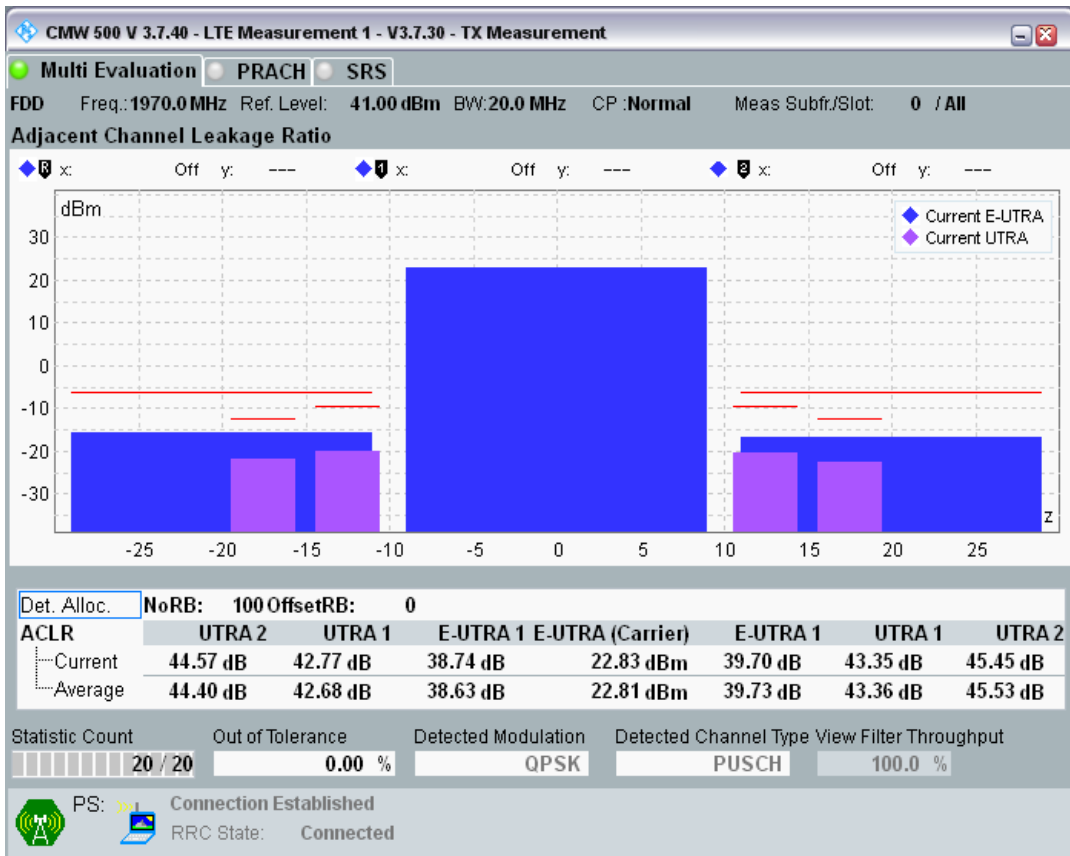 CMW 500 V 3.7.40 - LTE Measurement 1 - V3.7.30 - TX Measurement
Multi Evaluation PRACH SRS
FDD Freq.: 1970.0 MHz Ref. Level: 41.00 dBm BW: 20.0 MHz CP : Normal Meas Subfr./Slot: 0 / All
Adjacent Channel Leakage Ratio
R x: Off y: --- 1 x: Off y: --- 2 x: Off y: ---
dBm
Current E-UTRA
Current UTRA
30
20
10
0
-10
-20
-30
z
-25 -20 -15 -10 -5 0 5 10 15 20 25
Det. Alloc. NoRB: 100 OffsetRB: 0
ACLR UTRA 2 UTRA 1 E-UTRA 1 E-UTRA (Carrier) E-UTRA 1 UTRA 1 UTRA 2
Current 44.57 dB 42.77 dB 38.74 dB 22.83 dBm 39.70 dB 43.35 dB 45.45 dB
Average 44.40 dB 42.68 dB 38.63 dB 22.81 dBm 39.73 dB 43.36 dB 45.53 dB
Statistic Count Out of Tolerance Detected Modulation Detected Channel Type View Filter Throughput
20 / 20 0.00 % QPSK PUSCH 100.0 %
PS: Connection Established
RRC State: Connected